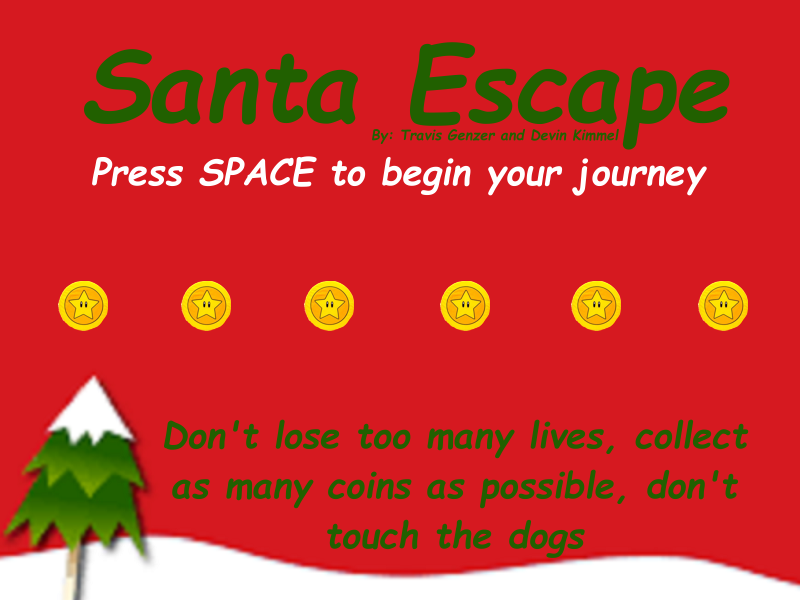 Santa Escape
By: Travis Genzer and Devin Kimmel
Press SPACE to begin your journey
Don't lose too many lives, collect
as many coins as possible, don't
touch the dogs